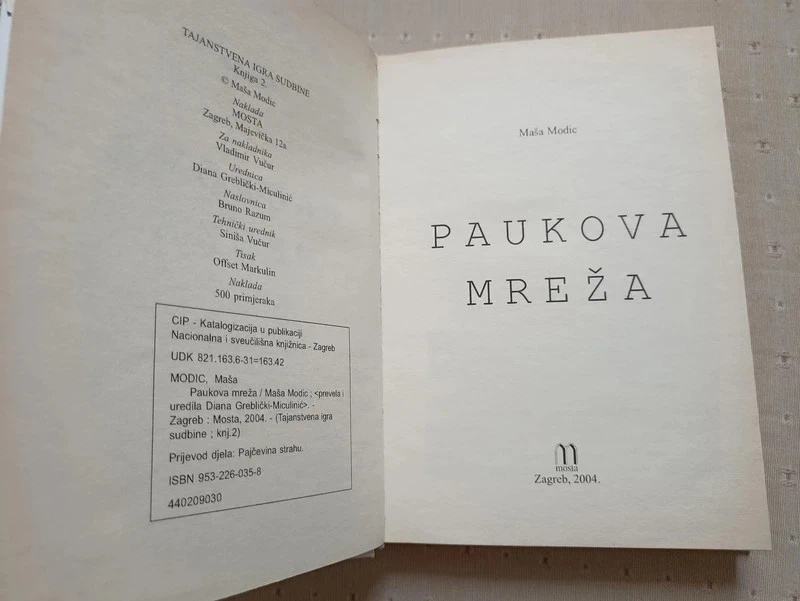 TAJANSTVENA IGRA SUDBINE
Knjiga 2.
© Maša Modic
Naklada
MOSTA
Zagreb, Majevička 12a
Za nakladnika
Vladimir Vučur
Urednica
Diana Greblički-Miculinić
Naslovnica
Bruno Razum
Tehnički urednik
Siniša Vučur
Tisak
Offset Markulin
Naklada
500 primjeraka
CIP - Katalogizacija u publikaciji
Nacionalna i sveučilišna knjižnica - Zagreb
UDK 821.163.6-31=163.42
MODIC, Maša
Paukova mreža / Maša Modic ; <prevela i
uredila Diana Greblički-Miculinić>. -
Zagreb : Mosta, 2004. - (Tajanstvena igra
sudbine ; knj.2)
Prijevod djela: Pajčevina strahu.
ISBN 953-226-035-8
440209030
Maša Modic
PAUKOVA
MREŽA
mosta
Zagreb, 2004.